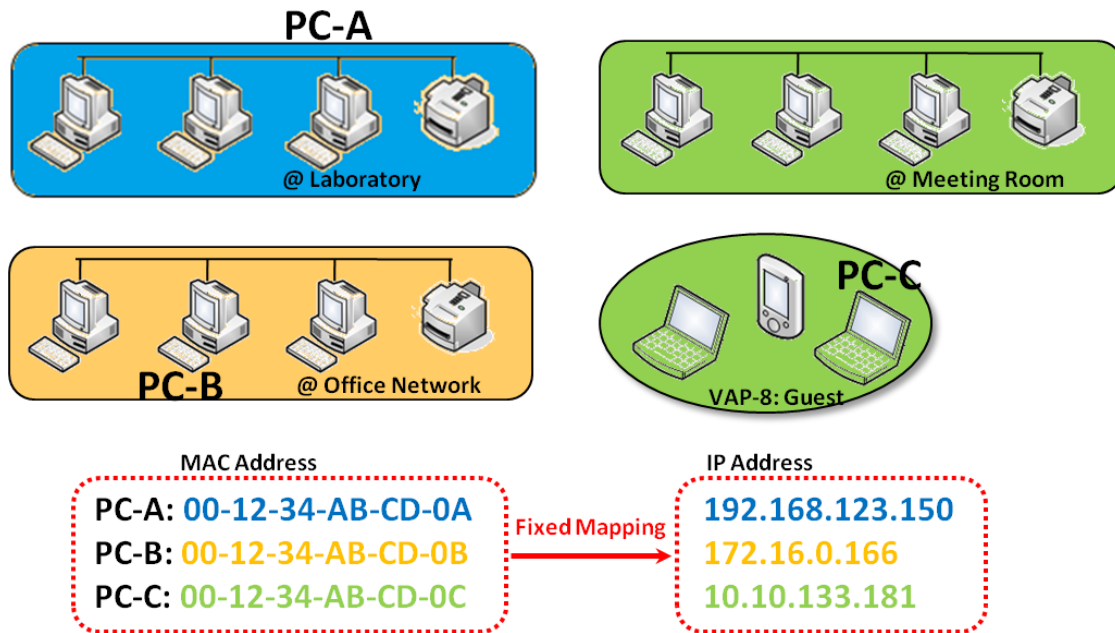 PC-A
@ Laboratory
@ Meeting Room
PC-B
@ Office Network
PC-C
VAP-8: Guest
MAC Address
PC-A: 00-12-34-AB-CD-0A
PC-B: 00-12-34-AB-CD-0B
PC-C: 00-12-34-AB-CD-0C
Fixed Mapping
IP Address
192.168.123.150
172.16.0.166
10.10.133.181